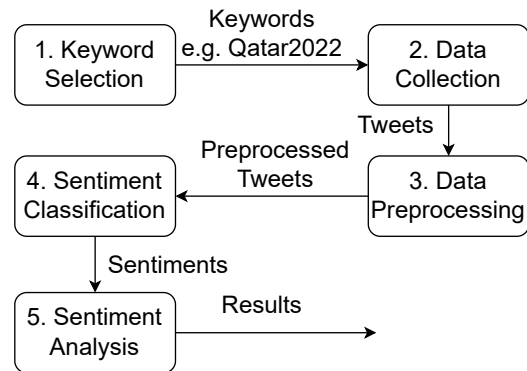 1. Keyword
Selection
Keywords
e.g. Qatar2022
2. Data
Collection
Tweets
3. Data
Preprocessing
Preprocessed
Tweets
4. Sentiment
Classification
Sentiments
5. Sentiment
Analysis
Results